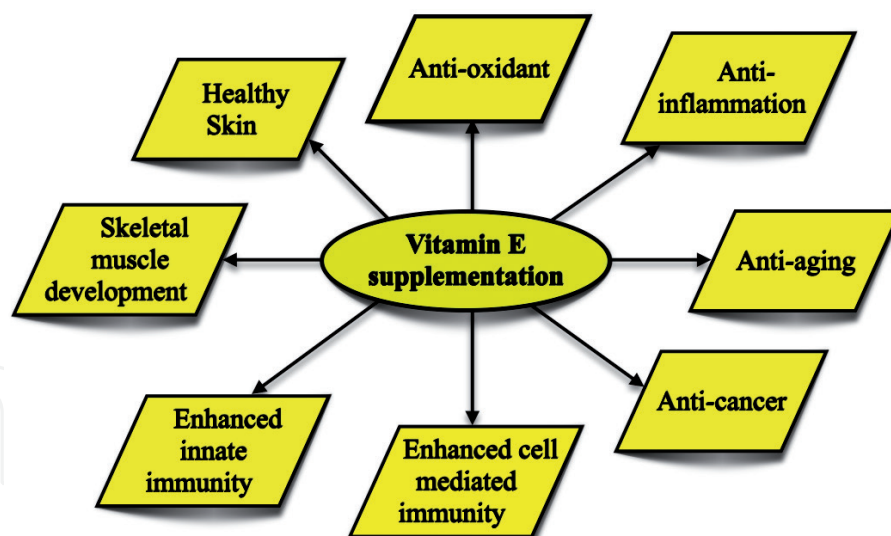 Anti-oxidant
Healthy
Skin
Anti-
inflammation
Skeletal
muscle
development
Vitamin E
supplementation
Anti-aging
Enhanced
innate
immunity
Enhanced cell
mediated
immunity
Anti-cancer